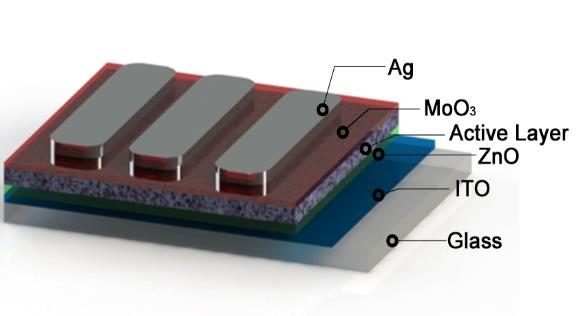 Ag
MoO₃
Active Layer
ZnO
ITO
Glass